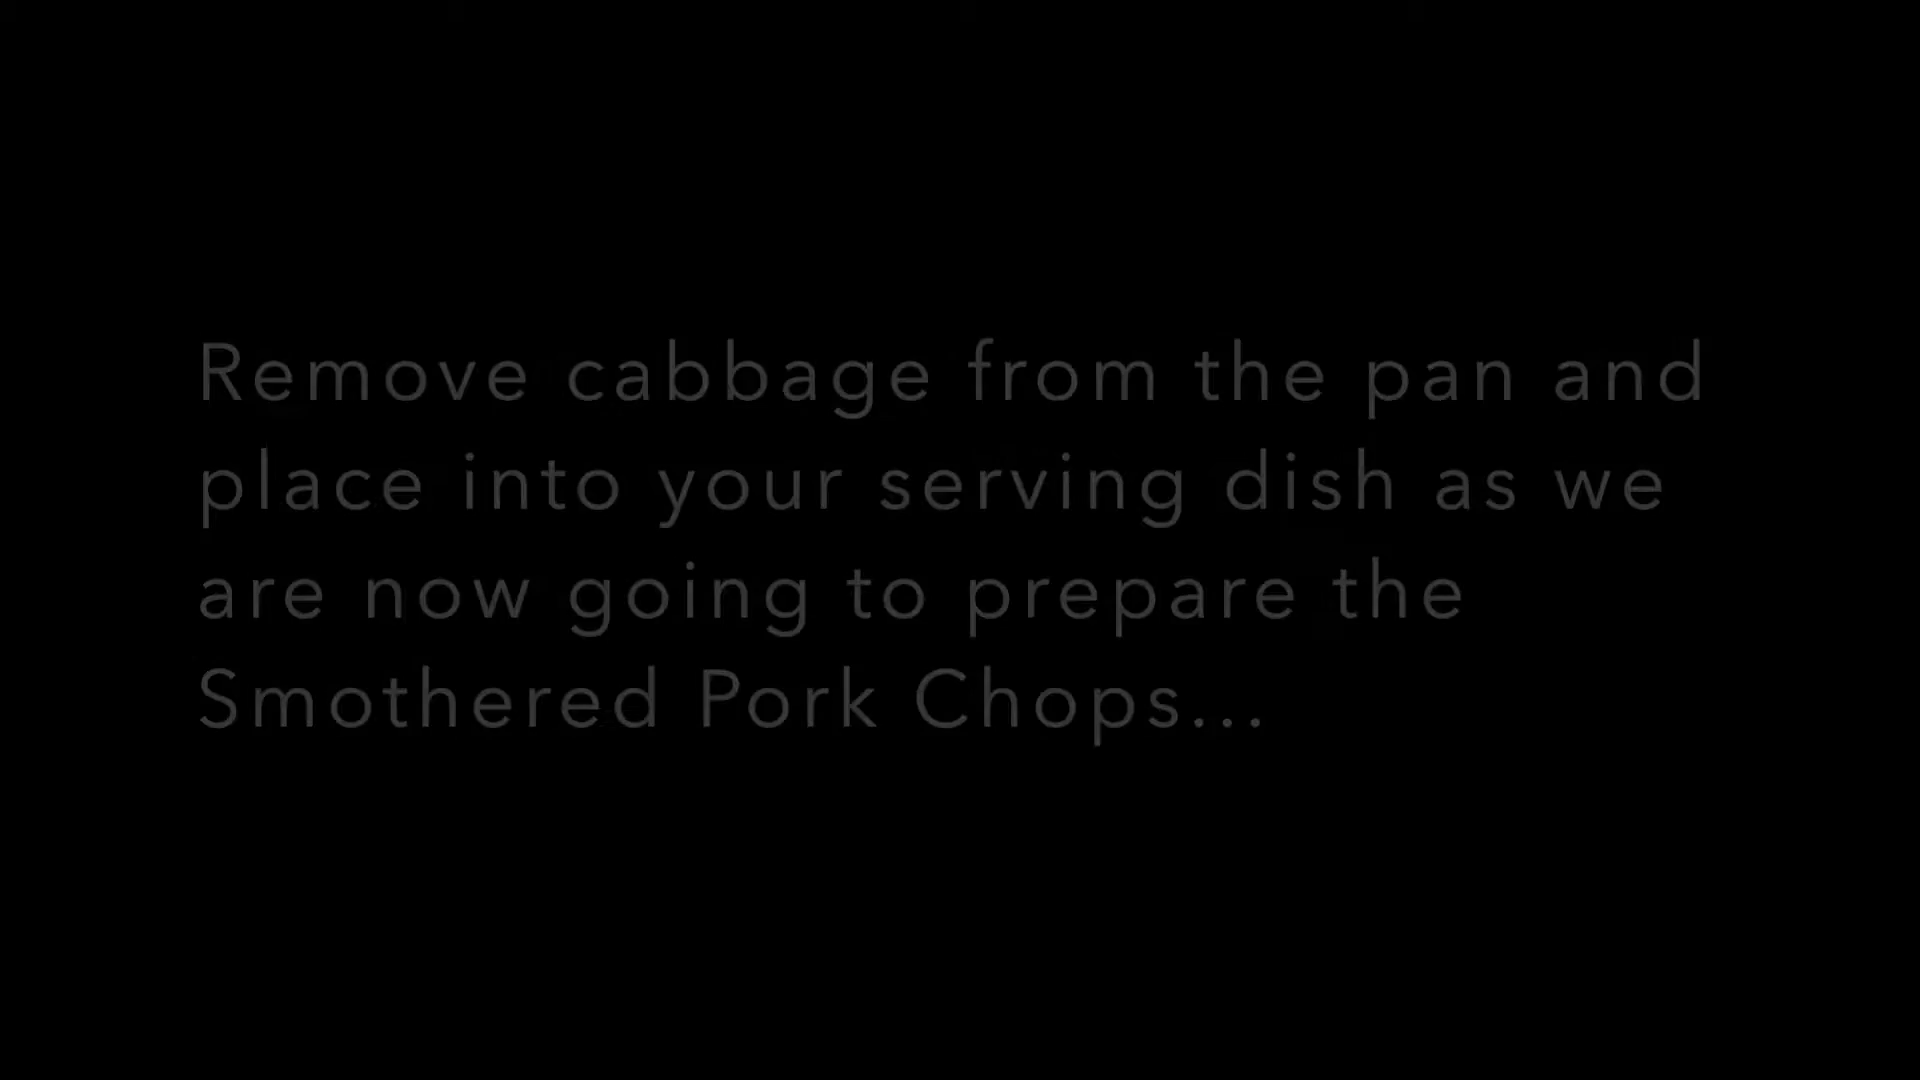 Remove cabbage from the pan and
place into your serving dish as we
are now going to prepare the
Smothered Pork Chops...